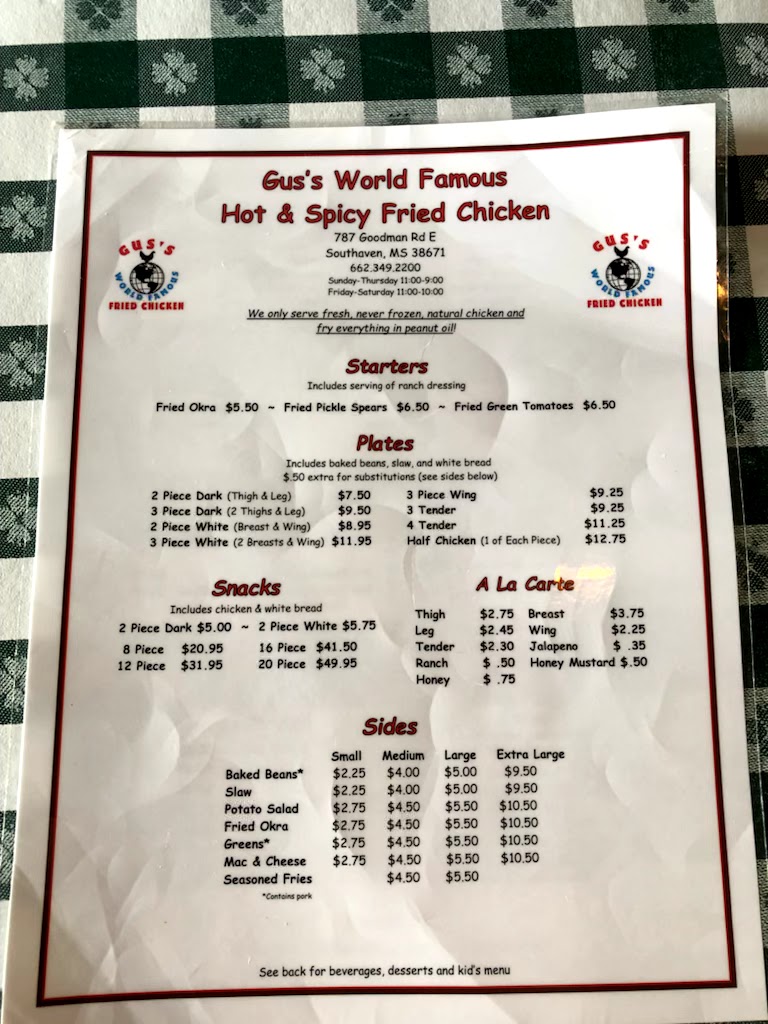 Gus's World Famous
Hot & Spicy Fried Chicken
787 Goodman Rd E
Southaven, MS 38671
662.349.2200
Sunday-Thursday 11:00-9:00
Friday-Saturday 11:00-10:00
GUS'S
WORLD FAMOUS
FRIED CHICKEN
GUS'S
WORLD FAMOUS
FRIED CHICKEN
We only serve fresh, never frozen, natural chicken and
fry everything in peanut oil!
Starters
Includes serving of ranch dressing
Fried Okra $5.50 ~ Fried Pickle Spears $6.50 ~ Fried Green Tomatoes $6.50
Plates
Includes baked beans, slaw, and white bread
$.50 extra for substitutions (see sides below)
2 Piece Dark (Thigh & Leg) $7.50
3 Piece Dark (2 Thighs & Leg) $9.50
2 Piece White (Breast & Wing) $8.95
3 Piece White (2 Breasts & Wing) $11.95
3 Piece Wing $9.25
3 Tender $9.25
4 Tender $11.25
Half Chicken (1 of Each Piece) $12.75
Snacks
Includes chicken & white bread
2 Piece Dark $5.00 ~ 2 Piece White $5.75
8 Piece $20.95 16 Piece $41.50
12 Piece $31.95 20 Piece $49.95
A La Carte
Thigh $2.75 Breast $3.75
Leg $2.45 Wing $2.25
Tender $2.30 Jalapeno $ .35
Ranch $ .50 Honey Mustard $.50
Honey $ .75
Sides
Small Medium Large Extra Large
Baked Beans* $2.25 $4.00 $5.00 $9.50
Slaw $2.25 $4.00 $5.00 $9.50
Potato Salad $2.75 $4.50 $5.50 $10.50
Fried Okra $2.75 $4.50 $5.50 $10.50
Greens* $2.75 $4.50 $5.50 $10.50
Mac & Cheese $2.75 $4.50 $5.50 $10.50
Seasoned Fries $4.50 $5.50
*Contains pork
See back for beverages, desserts and kid's menu